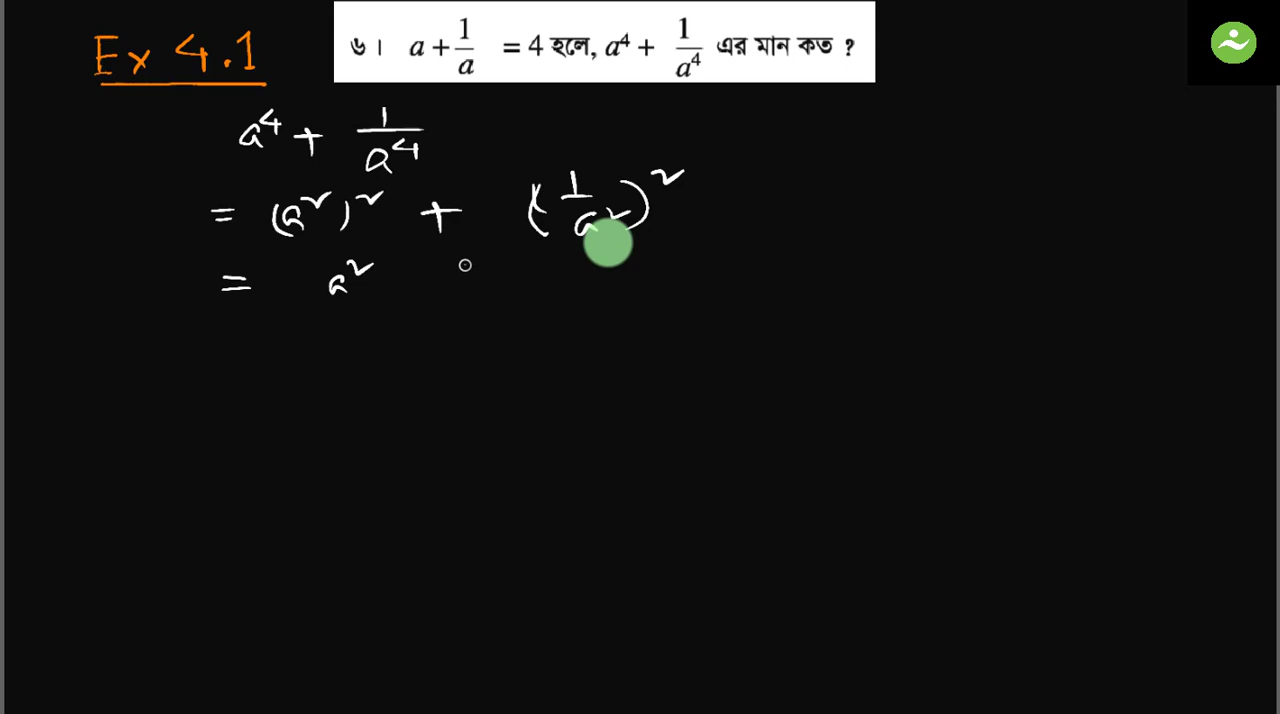 Ex 4.1
৬। a + 1/a = 4 হলে, a⁴ + 1/a⁴ এর মান কত ?
a⁴ + 1/a⁴
= (a²)² + (1/a²)²
= a²